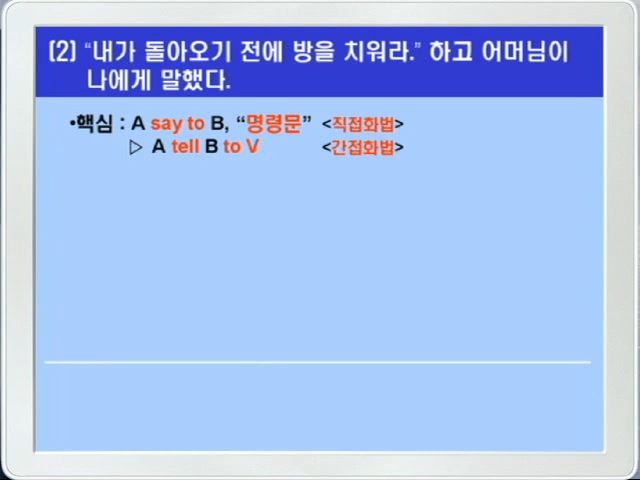 (2) “내가 돌아오기 전에 방을 치워라.” 하고 어머님이
나에게 말했다.
•핵심 : A say to B, “명령문” <직접화법>
▷ A tell B to V <간접화법>